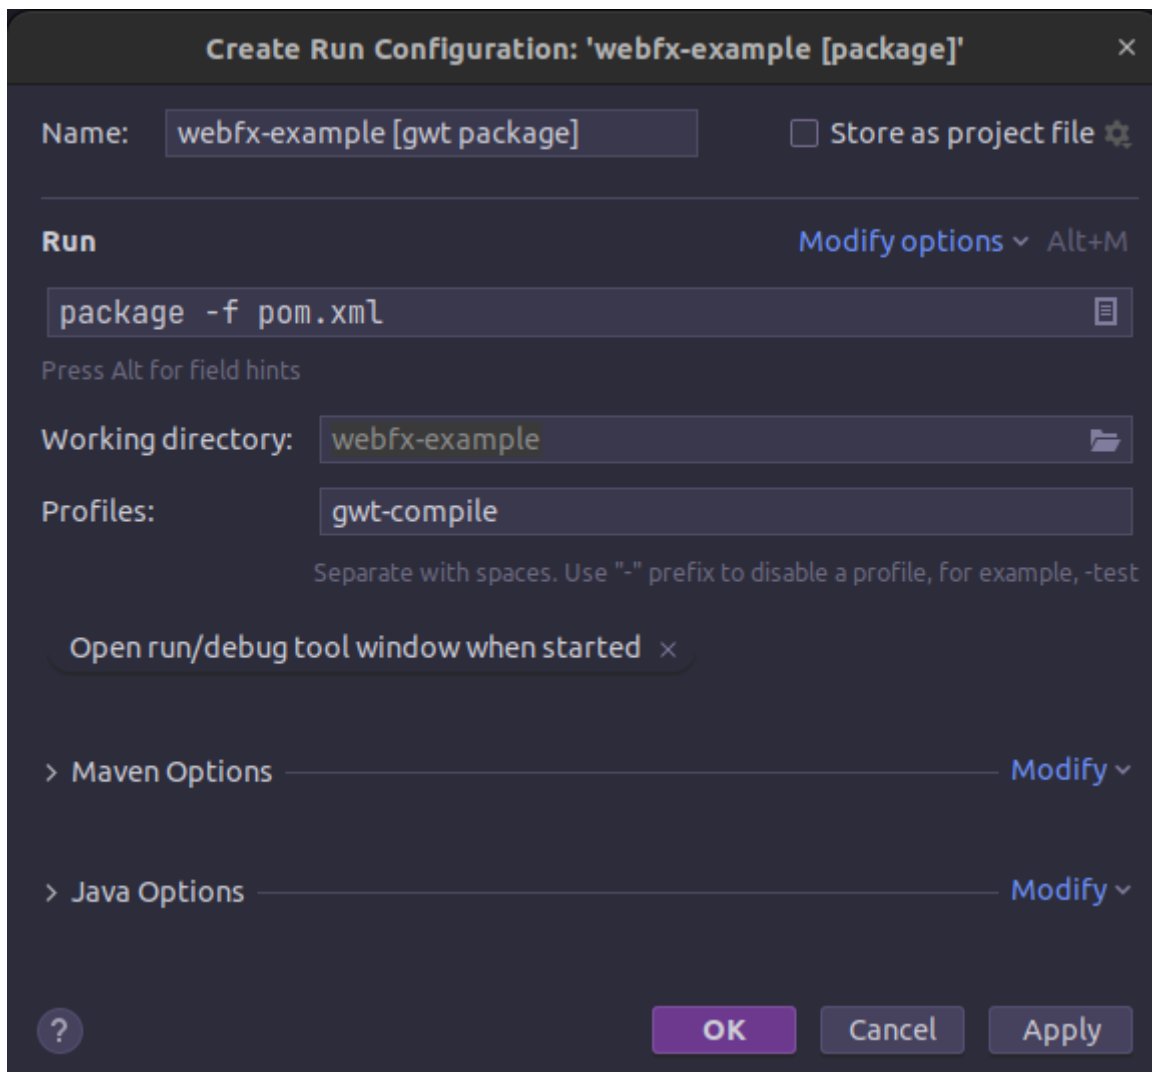 Create Run Configuration: 'webfx-example [package]'
Name: webfx-example [gwt package] Store as project file
Run Modify options Alt+M
package -f pom.xml
Press Alt for field hints
Working directory: webfx-example
Profiles: gwt-compile
Separate with spaces. Use "-" prefix to disable a profile, for example, -test
Open run/debug tool window when started
Maven Options Modify
Java Options Modify
? OK Cancel Apply